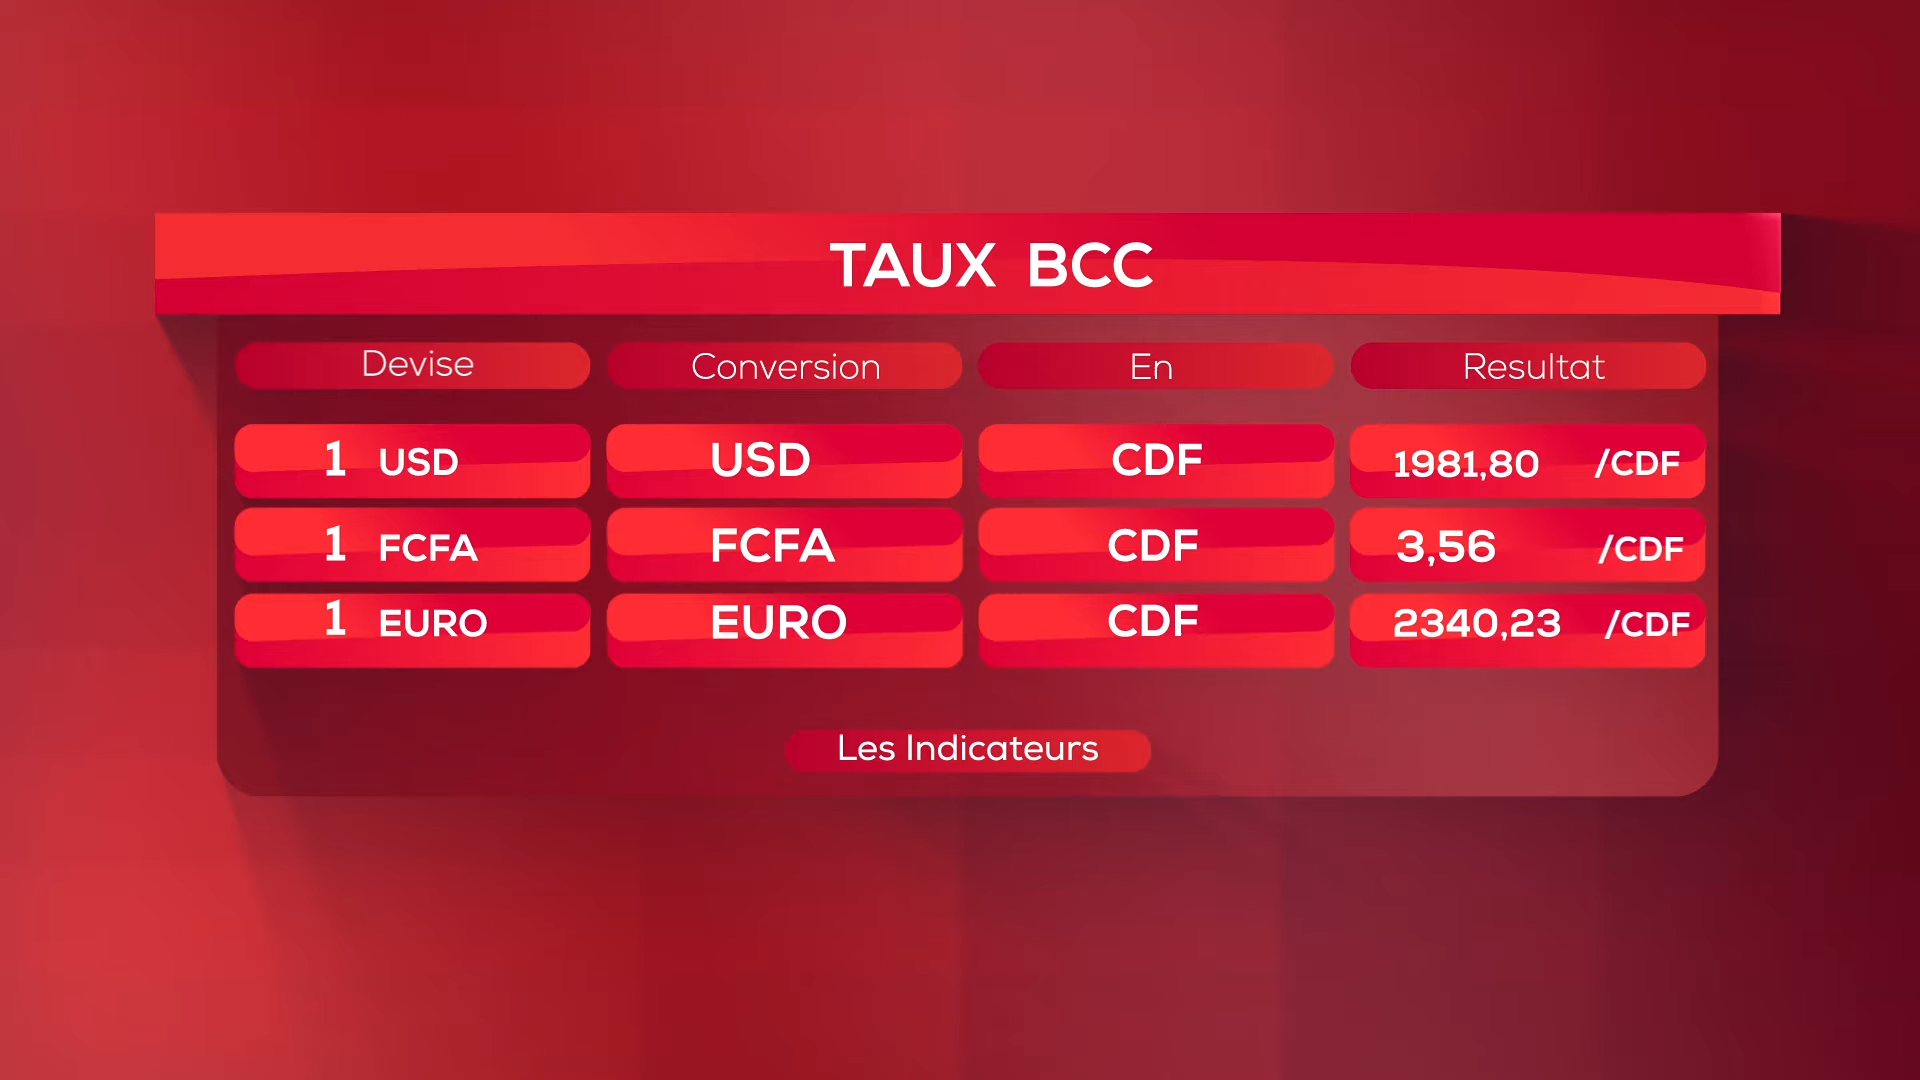 TAUX BCC
Devise Conversion En Resultat
1 USD USD CDF 1981,80 /CDF
1 FCFA FCFA CDF 3,56 /CDF
1 EURO EURO CDF 2340,23 /CDF
Les Indicateurs